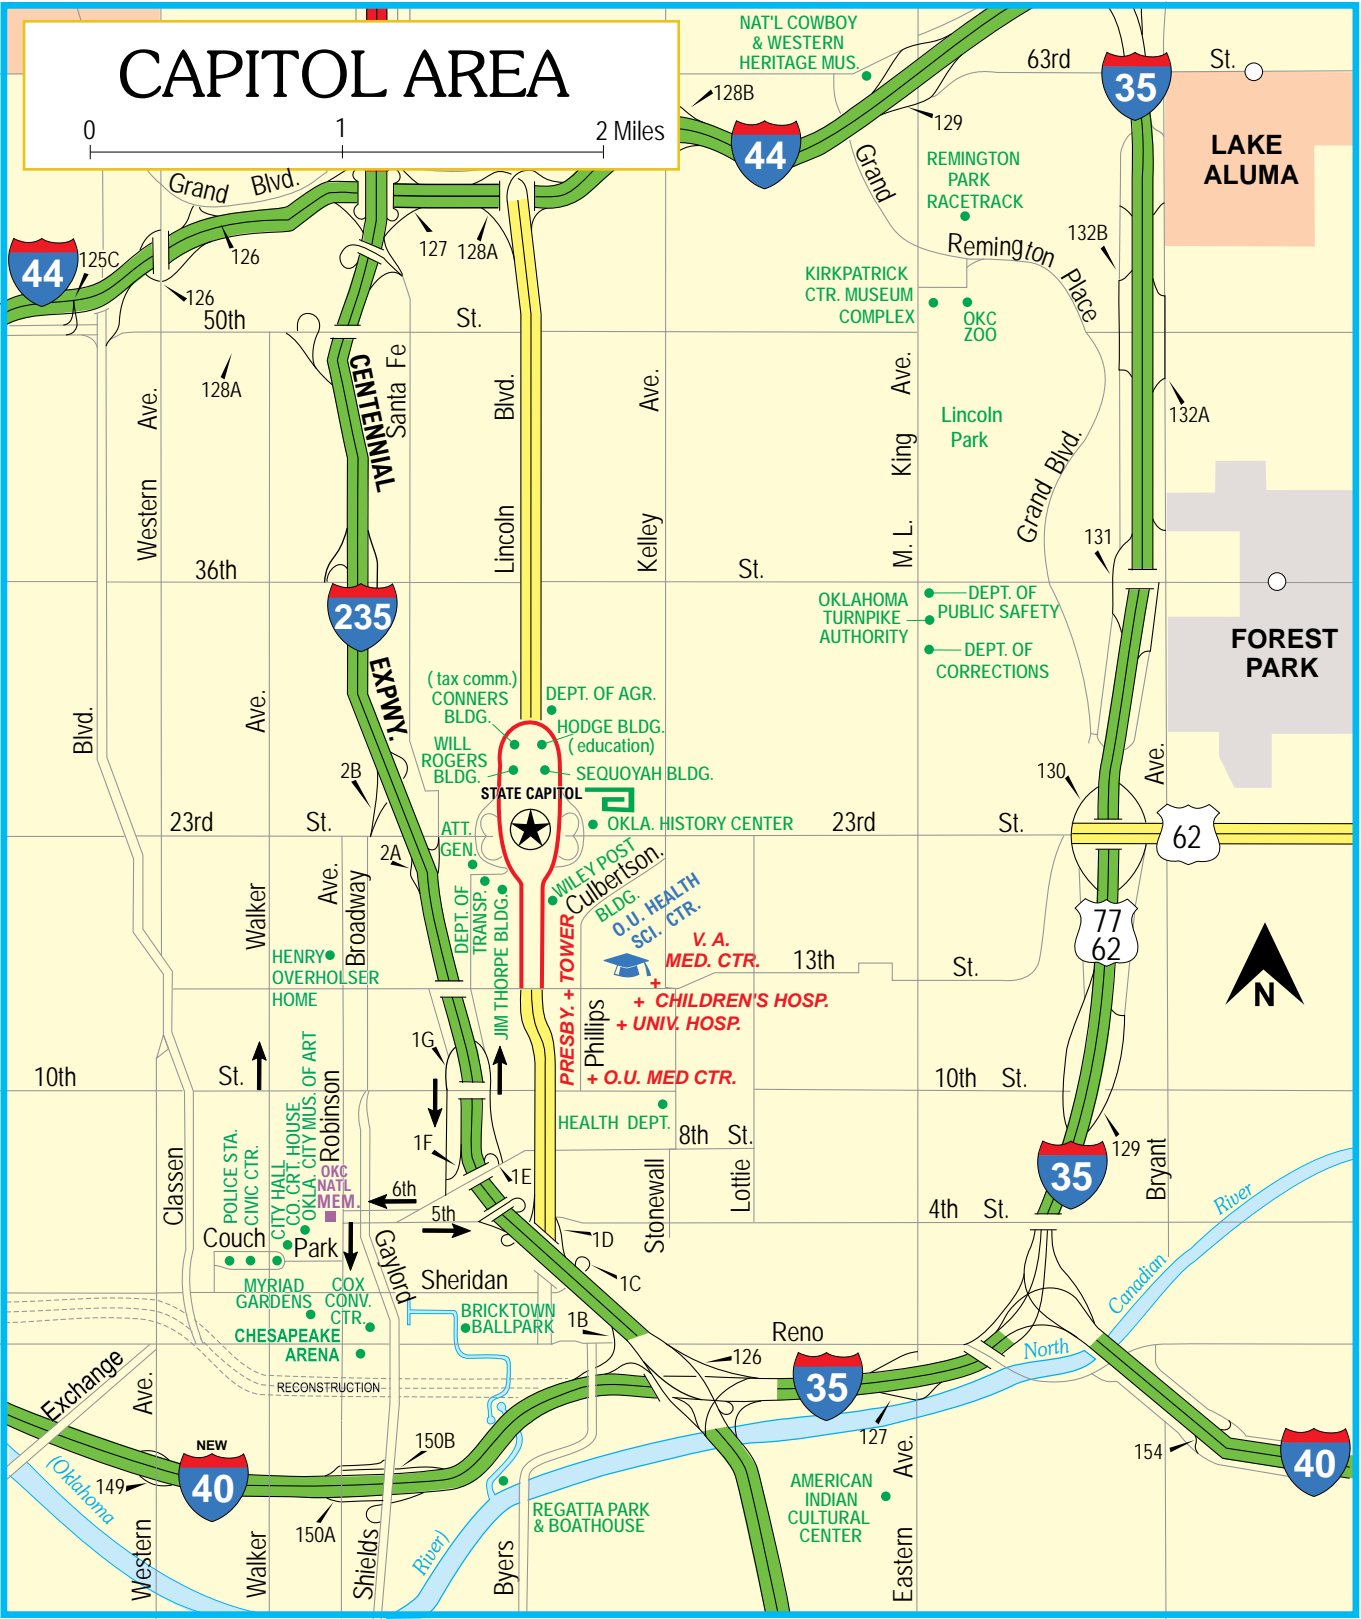 CAPITOL AREA
0 1 2 Miles
NAT'L COWBOY
& WESTERN
HERITAGE MUS.
63rd St.
35
128B
129
44
LAKE
ALUMA
Grand
REMINGTON
PARK
RACETRACK
Grand Blvd.
44
125C
126
126
127
128A
132B
Remington
Place
KIRKPATRICK
CTR. MUSEUM
COMPLEX
OKC
ZOO
50th St.
128A
CENTENNIAL
Santa Fe
Blvd.
Ave.
Ave.
Ave.
132A
Lincoln
Park
King
Grand Blvd.
Western
Lincoln
Kelley
M. L.
131
36th St.
235
OKLAHOMA
TURNPIKE
AUTHORITY
DEPT. OF
PUBLIC SAFETY
DEPT. OF
CORRECTIONS
FOREST
PARK
EXPWY.
(tax comm.)
CONNERS
BLDG.
DEPT. OF AGR.
HODGE BLDG.
(education)
WILL
ROGERS
BLDG.
SEQUOYAH BLDG.
Blvd.
Ave.
2B
STATE CAPITOL
130
Ave.
23rd St.
OKLA. HISTORY CENTER
23rd St.
62
ATT.
GEN.
2A
WILEY POST
BLDG.
Culbertson.
O.U. HEALTH
SCI. CTR.
DEPT. OF
TRANSP.
JIM THORPE BLDG.
Walker
Ave.
Broadway
77
62
HENRY
OVERHOLSER
HOME
V. A.
MED. CTR.
13th St.
N
+
+ CHILDREN'S HOSP.
+ UNIV. HOSP.
PRESBY. + TOWER
Phillips
1G
10th St.
+ O.U. MED CTR.
10th St.
HEALTH DEPT.
8th St.
1F
1E
129
35
Classen
POLICE STA.
CIVIC CTR.
CITY HALL
CO. CRT. HOUSE
OKLA. CITY MUS. OF ART
Robinson
OKC
NATL
MEM.
6th
5th
Stonewall
Lottie
Bryant
4th St.
River
Couch
Park
Gaylord
1D
1C
Sheridan
Canadian
MYRIAD
GARDENS
COX
CONV.
CTR.
BRICKTOWN
BALLPARK
1B
Reno
North
CHESAPEAKE
ARENA
126
35
RECONSTRUCTION
Exchange
Ave.
127
Ave.
150B
NEW
40
149
150A
154
40
(Oklahoma
River)
AMERICAN
INDIAN
CULTURAL
CENTER
REGATTA PARK
& BOATHOUSE
Western
Walker
Shields
Byers
Eastern